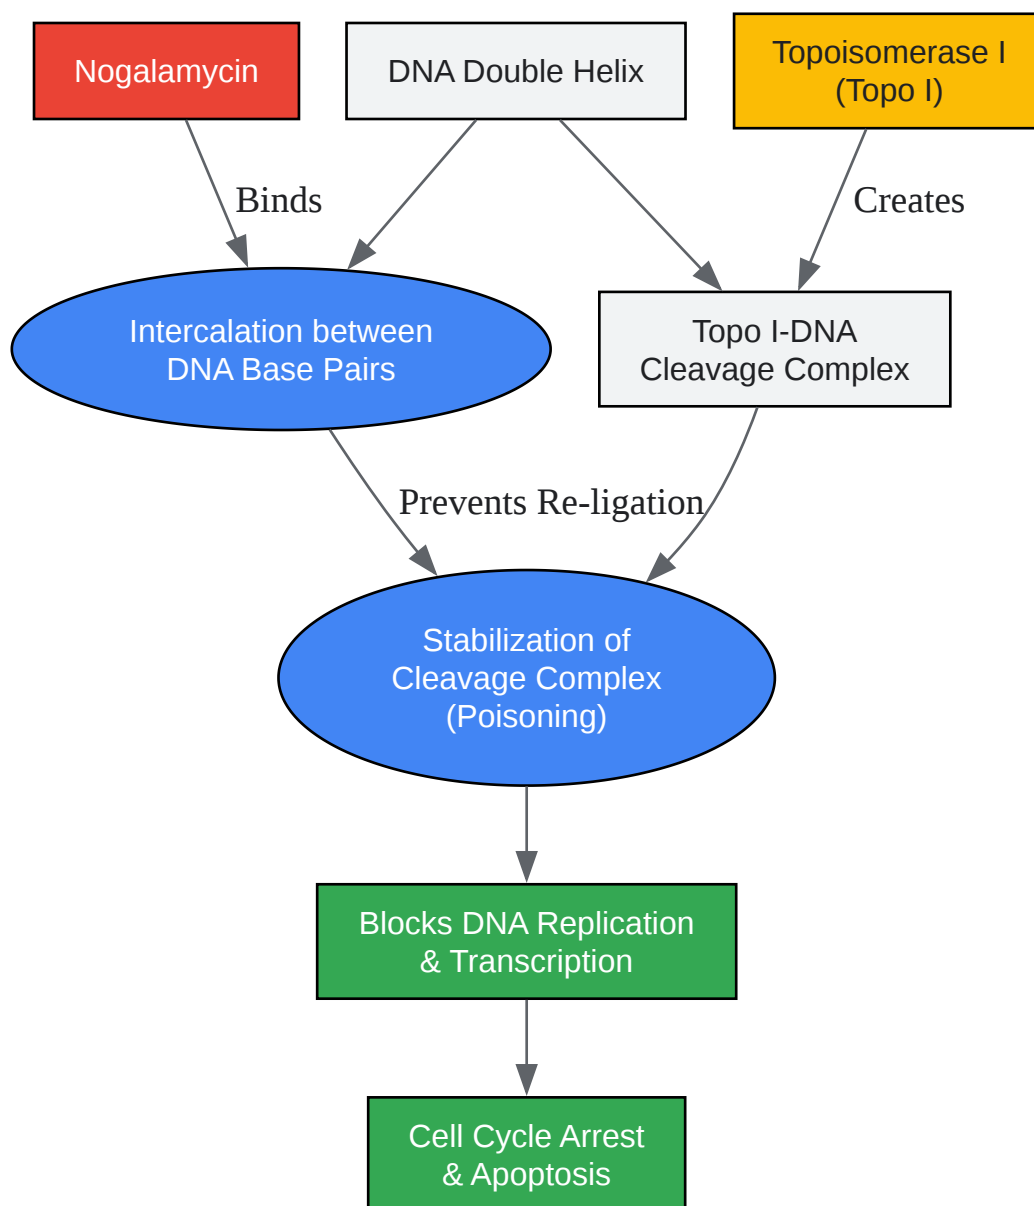 Nogalamycin
DNA Double Helix
Topoisomerase I
(Topo I)
Binds
Creates
Intercalation between
DNA Base Pairs
Topo I-DNA
Cleavage Complex
Prevents Re-ligation
Stabilization of
Cleavage Complex
(Poisoning)
Blocks DNA Replication
& Transcription
Cell Cycle Arrest
& Apoptosis